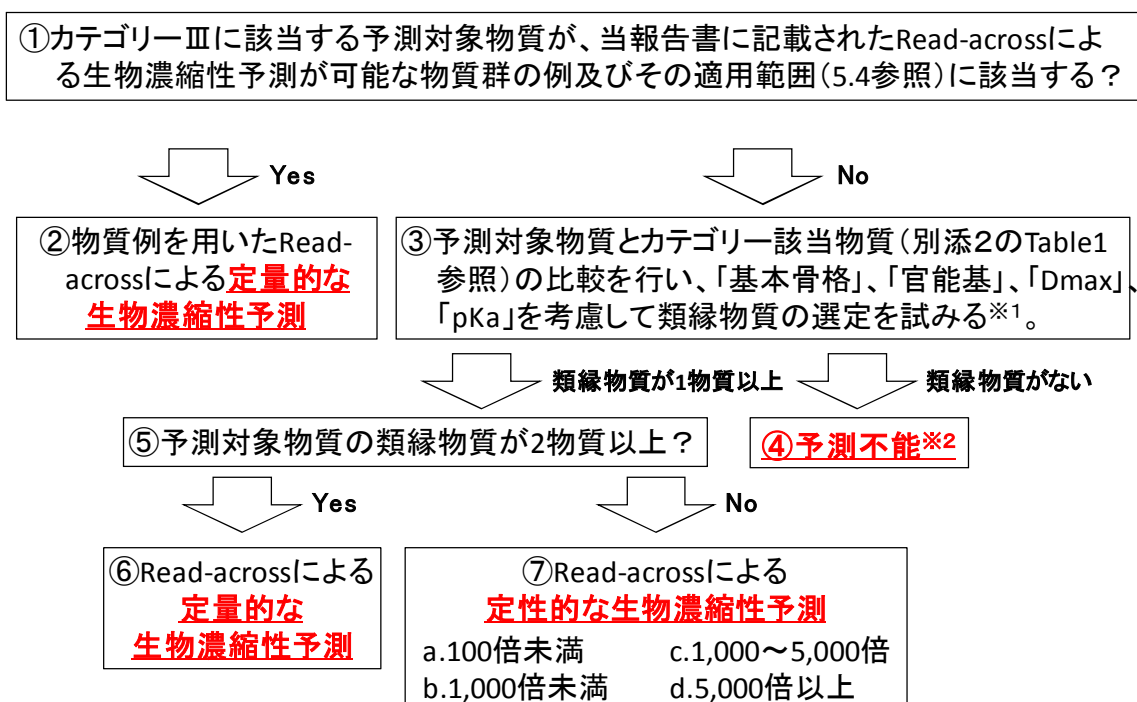 ①カテゴリーⅢに該当する予測対象物質が、当報告書に記載されたRead-acrossによ
る生物濃縮性予測が可能な物質群の例及びその適用範囲(5.4参照)に該当する?
Yes
No
②物質例を用いたRead-
acrossによる定量的な
生物濃縮性予測
③予測対象物質とカテゴリー該当物質(別添2のTable1
参照)の比較を行い、「基本骨格」、「官能基」、「Dmax」、
「pKa」を考慮して類縁物質の選定を試みる※1。
類縁物質が1物質以上
類縁物質がない
⑤予測対象物質の類縁物質が2物質以上?
④予測不能※2
Yes
No
⑥Read-acrossによる
定量的な
生物濃縮性予測
⑦Read-acrossによる
定性的な生物濃縮性予測
a.100倍未満 c.1,000~5,000倍
b.1,000倍未満 d.5,000倍以上